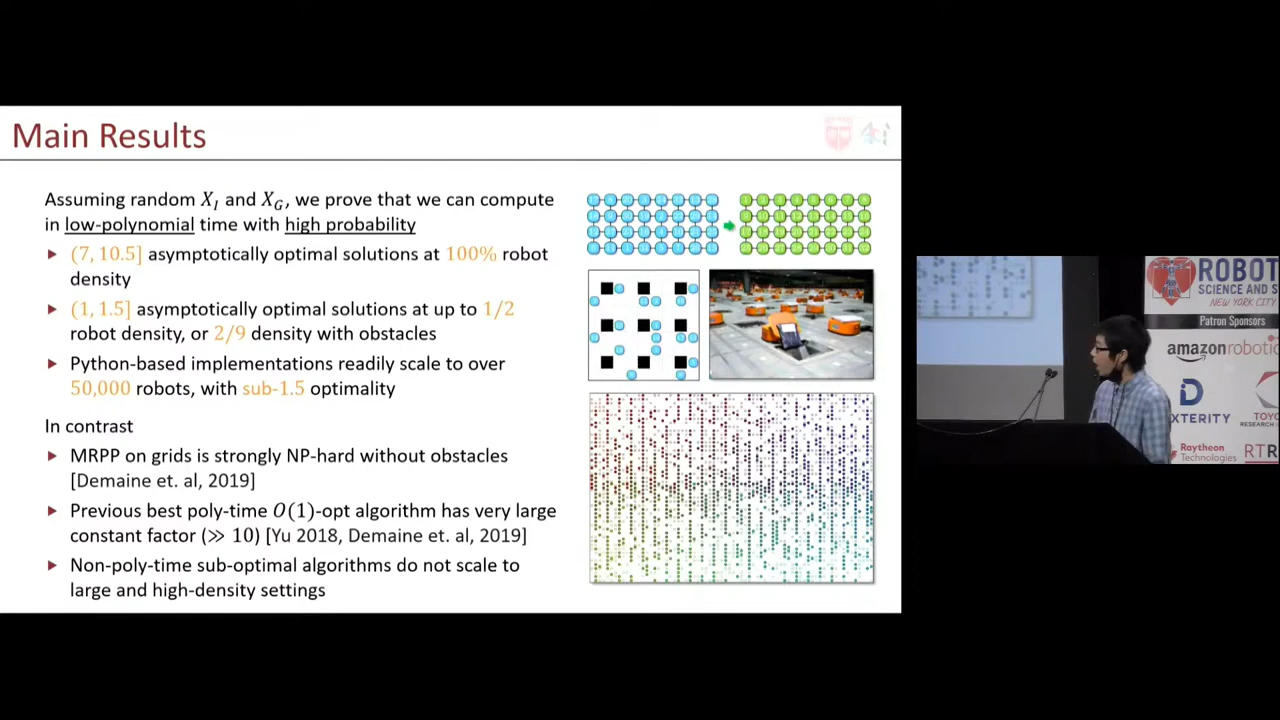 Main Results
Assuming random X_I and X_G, we prove that we can compute
in low-polynomial time with high probability
(7, 10.5] asymptotically optimal solutions at 100% robot
density
(1, 1.5] asymptotically optimal solutions at up to 1/2
robot density, or 2/9 density with obstacles
Python-based implementations readily scale to over
50,000 robots, with sub-1.5 optimality
In contrast
MRPP on grids is strongly NP-hard without obstacles
[Demaine et. al, 2019]
Previous best poly-time O(1)-opt algorithm has very large
constant factor (≫ 10) [Yu 2018, Demaine et. al, 2019]
Non-poly-time sub-optimal algorithms do not scale to
large and high-density settings
ROBOT
SCIENCE AND S
NEW YORK CITY
Patron Sponsors
amazon robotic
DEXTERITY
TOYO
RESEARCH
Raytheon
Technologies
RTR